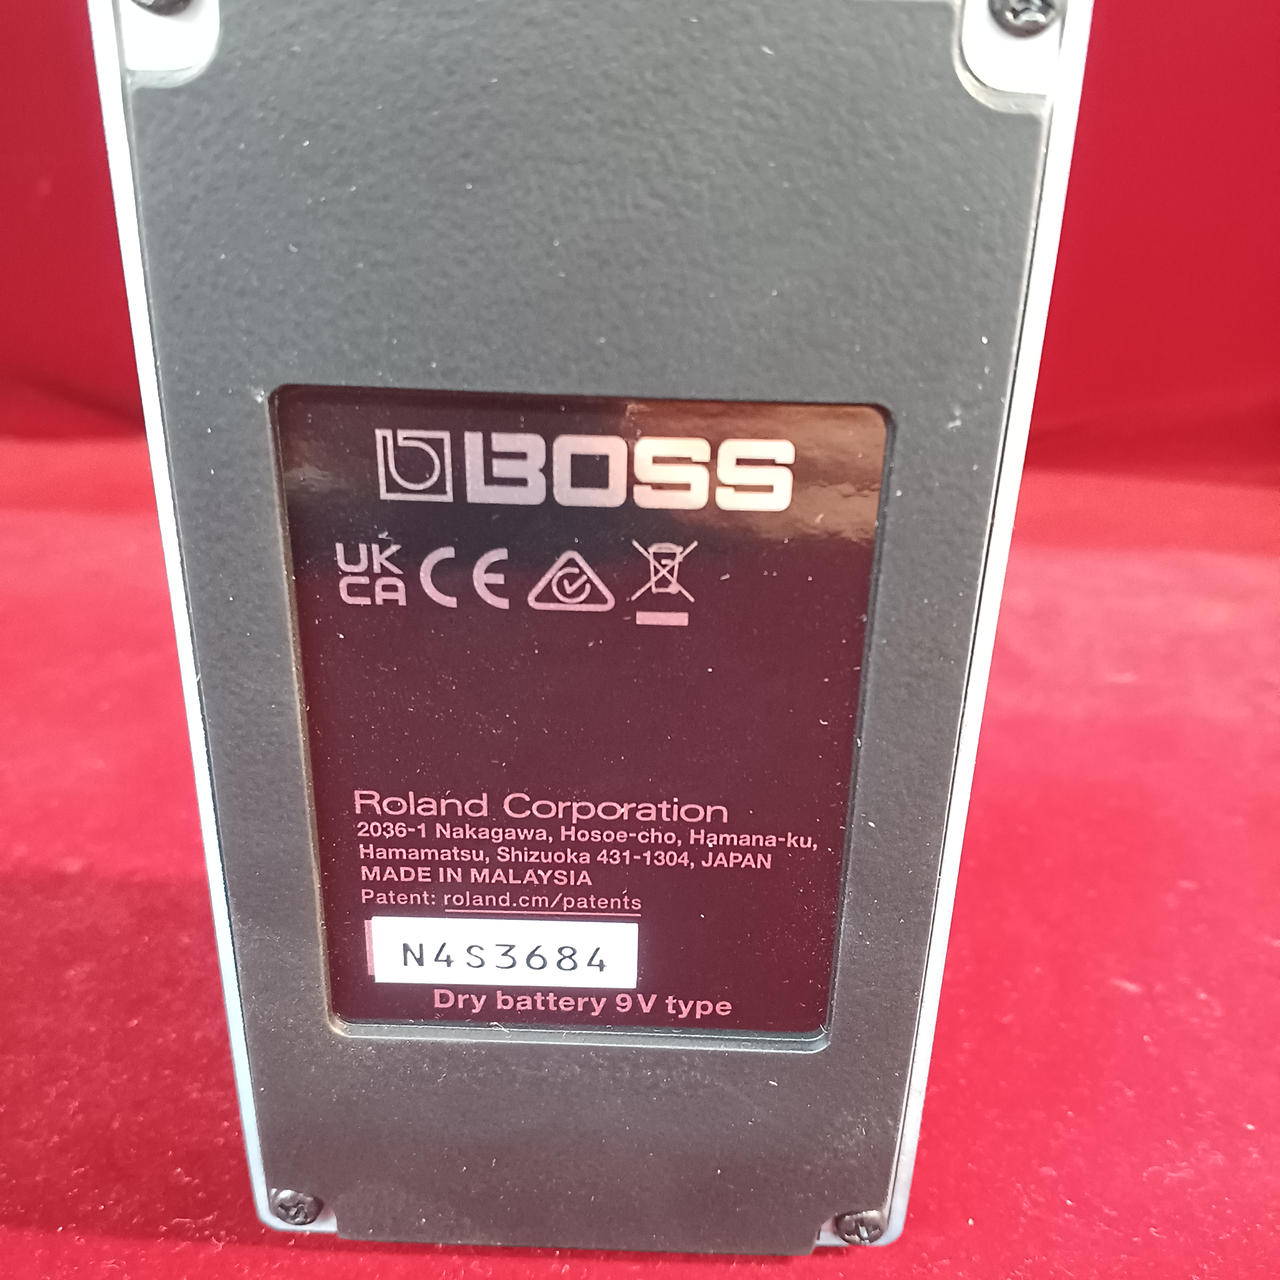 BOSS
UK
CA CE
Roland Corporation
2036-1 Nakagawa, Hosoe-cho, Hamana-ku,
Hamamatsu, Shizuoka 431-1304, JAPAN
MADE IN MALAYSIA
Patent: roland.cm/patents
N4S3684
Dry battery 9V type